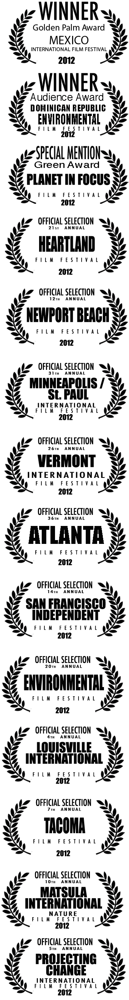 WINNER
Golden Palm Award
MEXICO
INTERNATIONAL FILM FESTIVAL
2012
WINNER
Audience Award
DOMINICAN REPUBLIC
ENVIRONMENTAL
FILM FESTIVAL
2012
SPECIAL MENTION
Green Award
PLANET IN FOCUS
FILM FESTIVAL
2012
OFFICIAL SELECTION
21ST ANNUAL
HEARTLAND
FILM FESTIVAL
2012
OFFICIAL SELECTION
12TH ANNUAL
NEWPORT BEACH
FILM FESTIVAL
2012
OFFICIAL SELECTION
31TH ANNUAL
MINNEAPOLIS /
St. PAUL
INTERNATIONAL
FILM FESTIVAL
2012
OFFICIAL SELECTION
26TH ANNUAL
VERMONT
INTERNATIONAL
FILM FESTIVAL
2012
OFFICIAL SELECTION
36TH ANNUAL
ATLANTA
FILM FESTIVAL
2012
OFFICIAL SELECTION
14TH ANNUAL
SAN FRANCISCO
INDEPENDENT
FILM FESTIVAL
2012
OFFICIAL SELECTION
20TH ANNUAL
ENVIRONMENTAL
FILM FESTIVAL
2012
OFFICIAL SELECTION
4TH ANNUAL
LOUISVILLE
INTERNATIONAL
FILM FESTIVAL
2012
OFFICIAL SELECTION
7TH ANNUAL
TACOMA
FILM FESTIVAL
2012
OFFICIAL SELECTION
10TH ANNUAL
MATSULA
INTERNATIONAL
NATURE
FILM FESTIVAL
2012
OFFICIAL SELECTION
5TH ANNUAL
PROJECTING
CHANGE
INTERNATIONAL
FILM FESTIVAL
2012